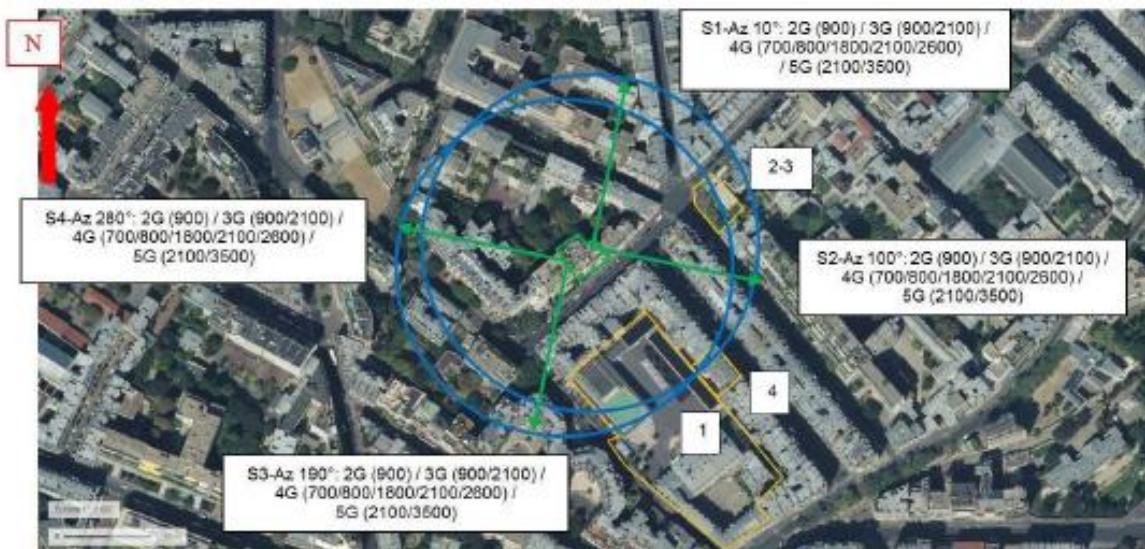 S1-Az 10°: 2G (900) / 3G (900/2100) /
4G (700/800/1800/2100/2600)
/ 5G (2100/3500)
N
2-3
S4-Az 280°: 2G (900) / 3G (900/2100) /
4G (700/800/1800/2100/2600) /
5G (2100/3500)
S2-Az 100°: 2G (900) / 3G (900/2100) /
4G (700/800/1800/2100/2600) /
5G (2100/3500)
4
1
S3-Az 190°: 2G (900) / 3G (900/2100) /
4G (700/800/1800/2100/2600) /
5G (2100/3500)